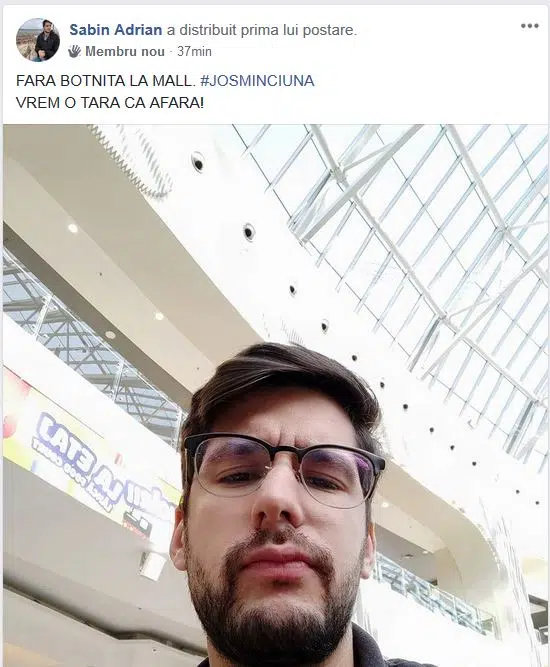 Sabin Adrian a distribuit prima lui postare.
Membru nou · 37min
FARA BOTNITA LA MALL. #JOSMINCIUNA
VREM O TARA CA AFARA!